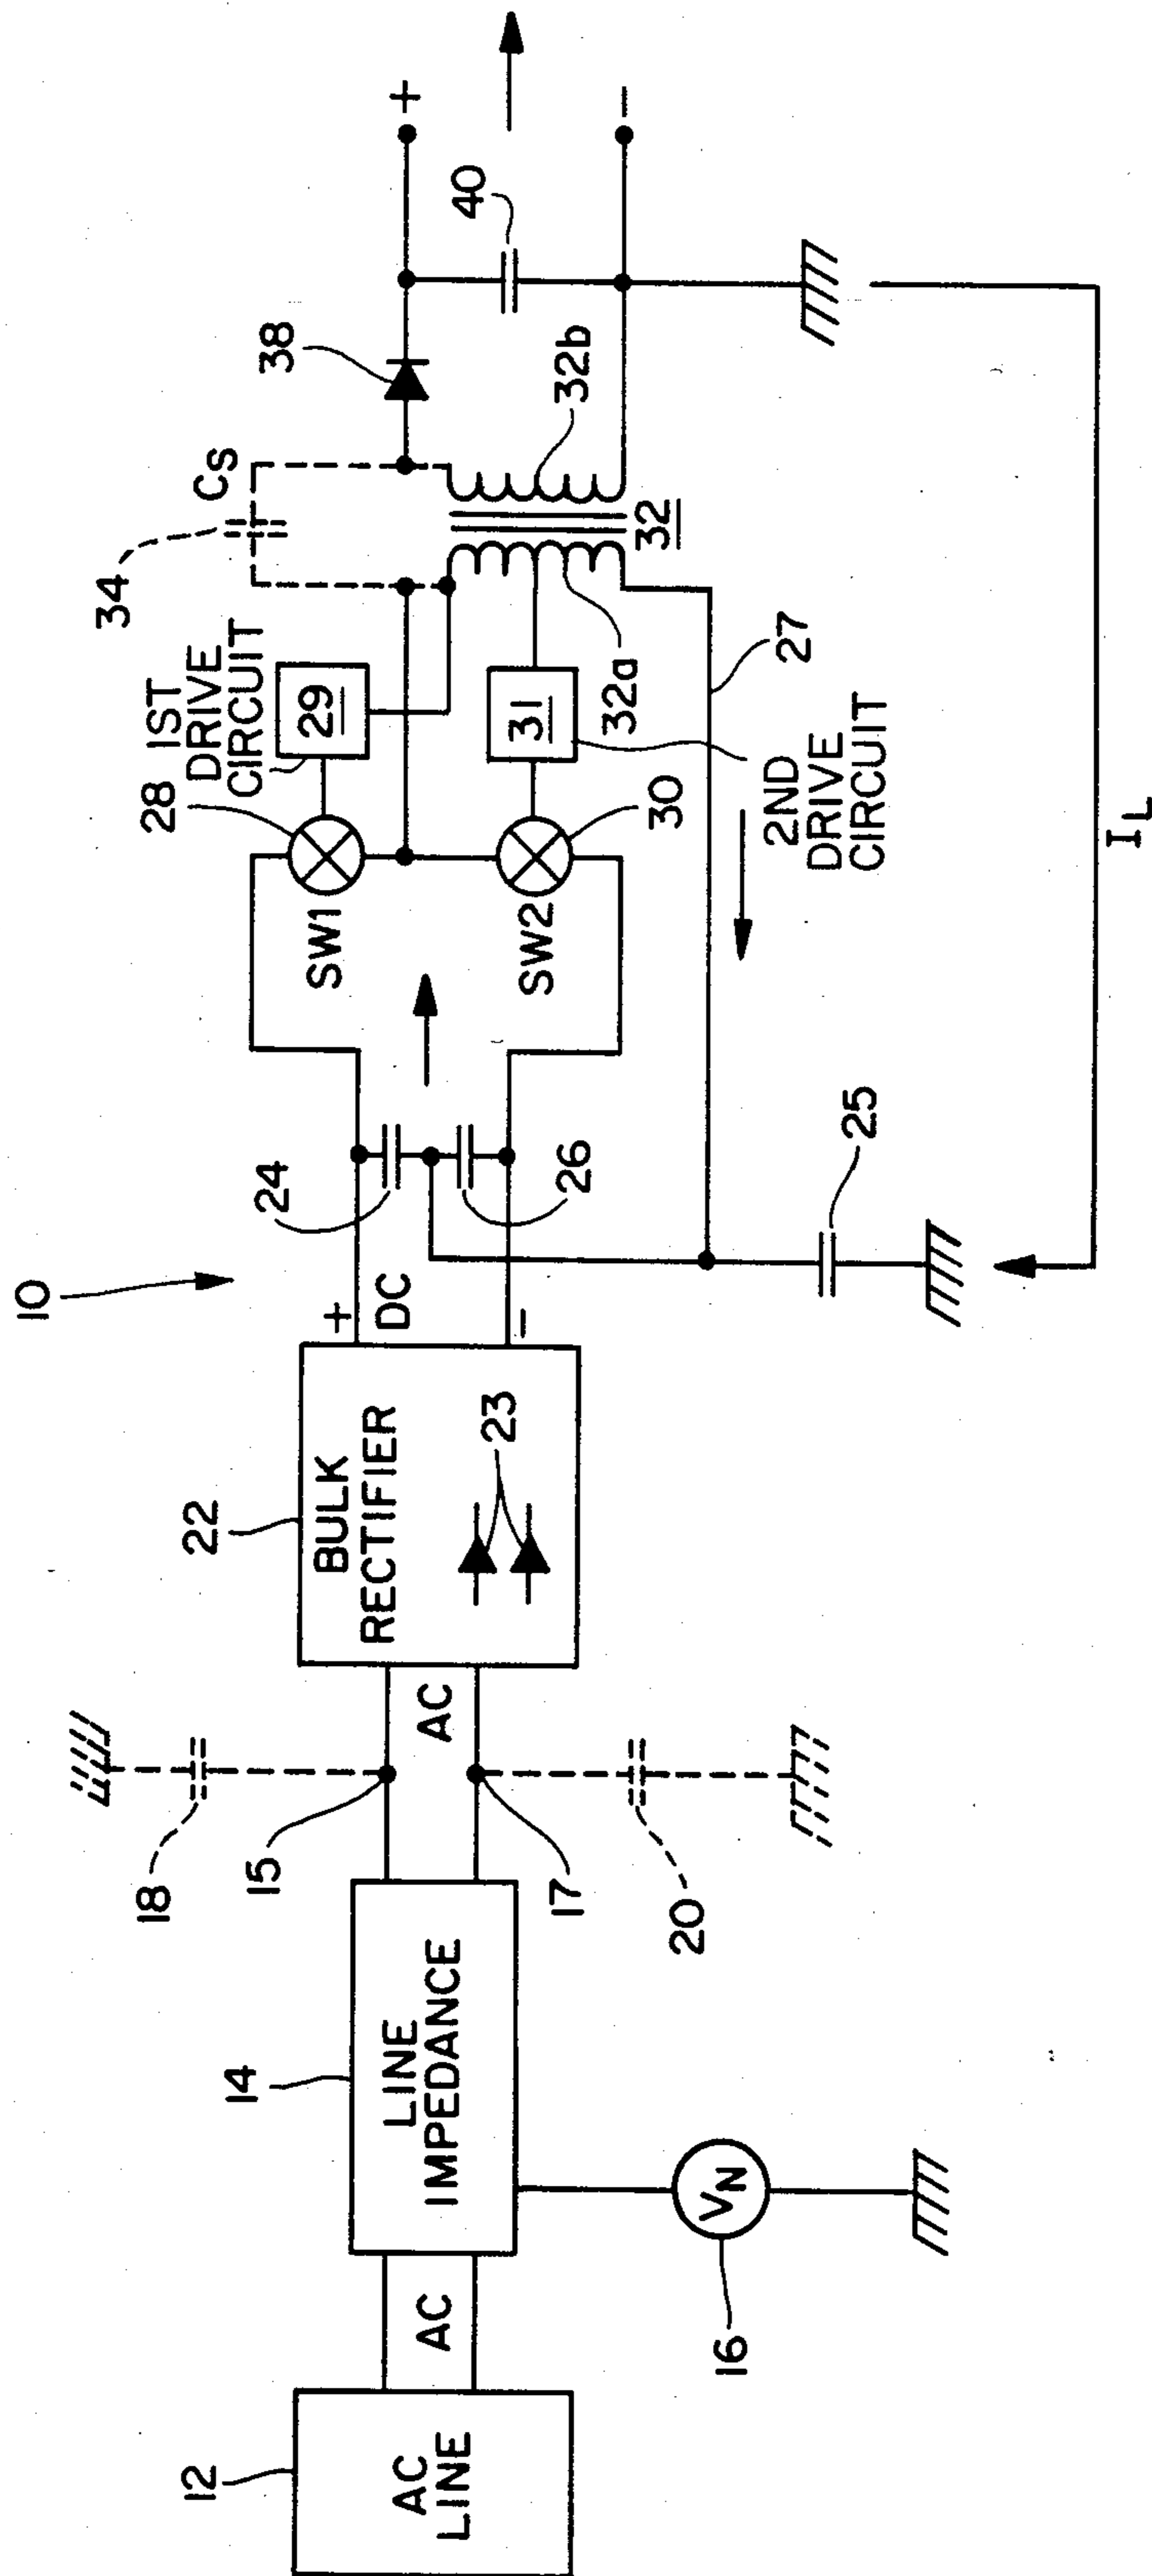 10
12
AC
LINE
AC
14
LINE
IMPEDANCE
16
VN
15
17
18
20
AC
22
BULK
RECTIFIER
23
+
DC
−
24
26
25
27
28
SW1
SW2
30
1ST
DRIVE
CIRCUIT
29
31
2ND
DRIVE
CIRCUIT
34
CS
32
32a
32b
38
40
+
−
IL